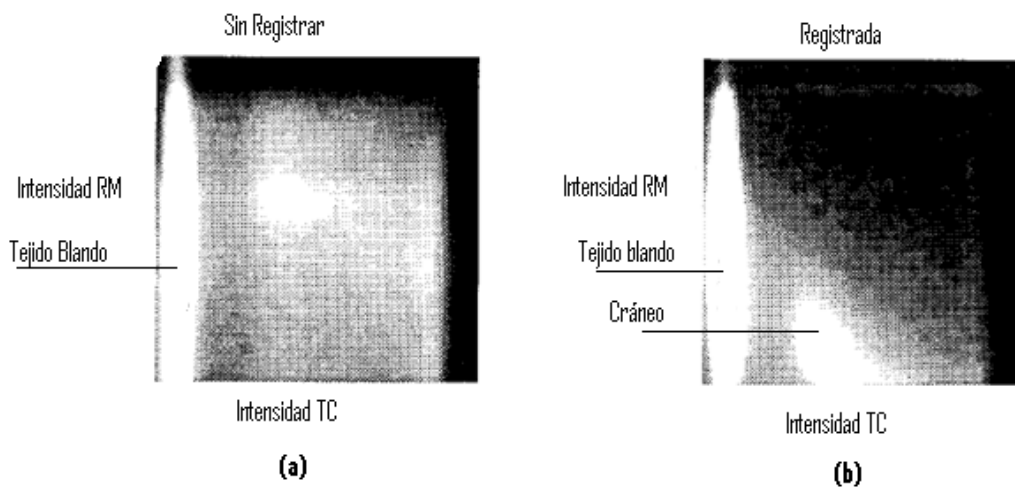 Sin Registrar
Intensidad RM
Tejido Blando
Intensidad TC
(a)
Registrada
Intensidad RM
Tejido blando
Cráneo
Intensidad TC
(b)